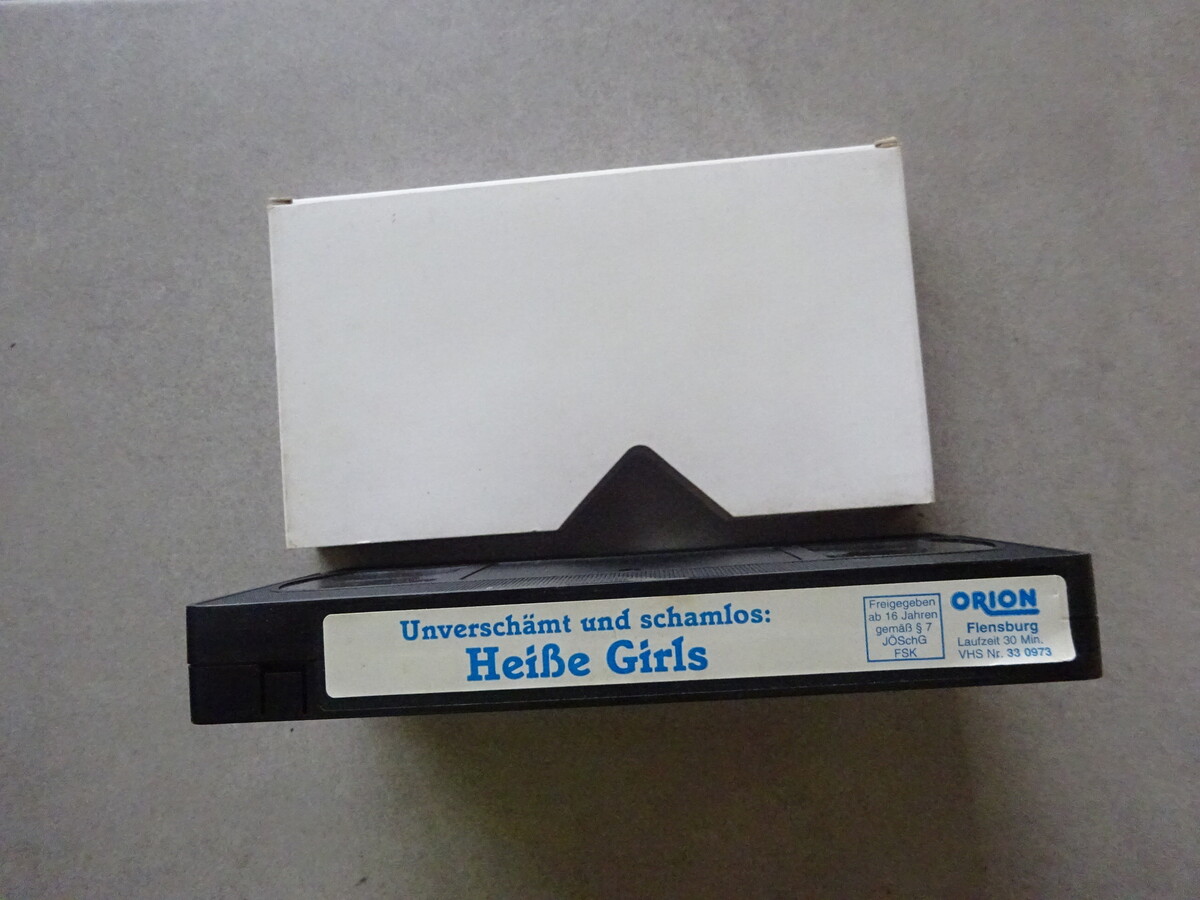 Unverschämt und schamlos:
Heiße Girls
Freigegeben
ab 16 Jahren
gemäß § 7
JÖSchG
FSK
ORION
Flensburg
Laufzeit 30 Min.
VHS Nr. 33 0973